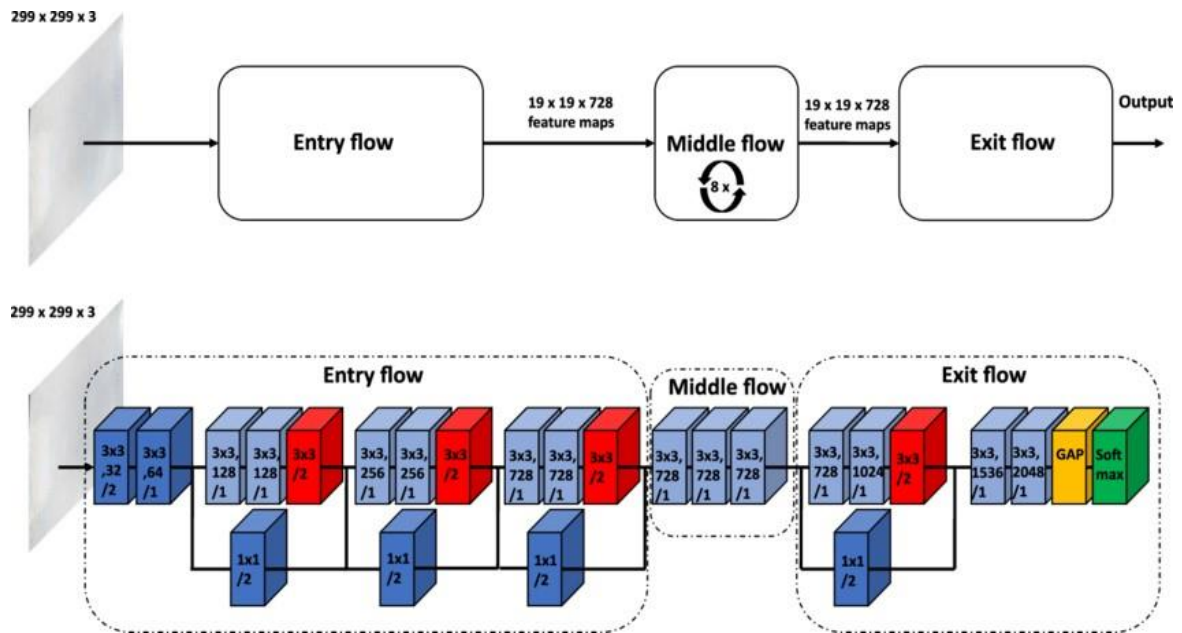 299 x 299 x 3
Entry flow
19 x 19 x 728
feature maps
Middle flow
8 x
19 x 19 x 728
feature maps
Exit flow
Output
299 x 299 x 3
Entry flow
Middle flow
Exit flow
3x3
,32
/2
3x3
,64
/1
3x3,
128
/1
3x3,
128
/1
3x3
/2
3x3,
256
/1
3x3,
256
/1
3x3
/2
3x3,
728
/1
3x3,
728
/1
3x3
/2
3x3,
728
/1
3x3,
728
/1
3x3,
728
/1
3x3,
728
/1
3x3,
1024
/1
3x3
/2
3x3,
1536
/1
3x3,
2048
/1
GAP
Soft
max
1x1
/2
1x1
/2
1x1
/2
1x1
/2